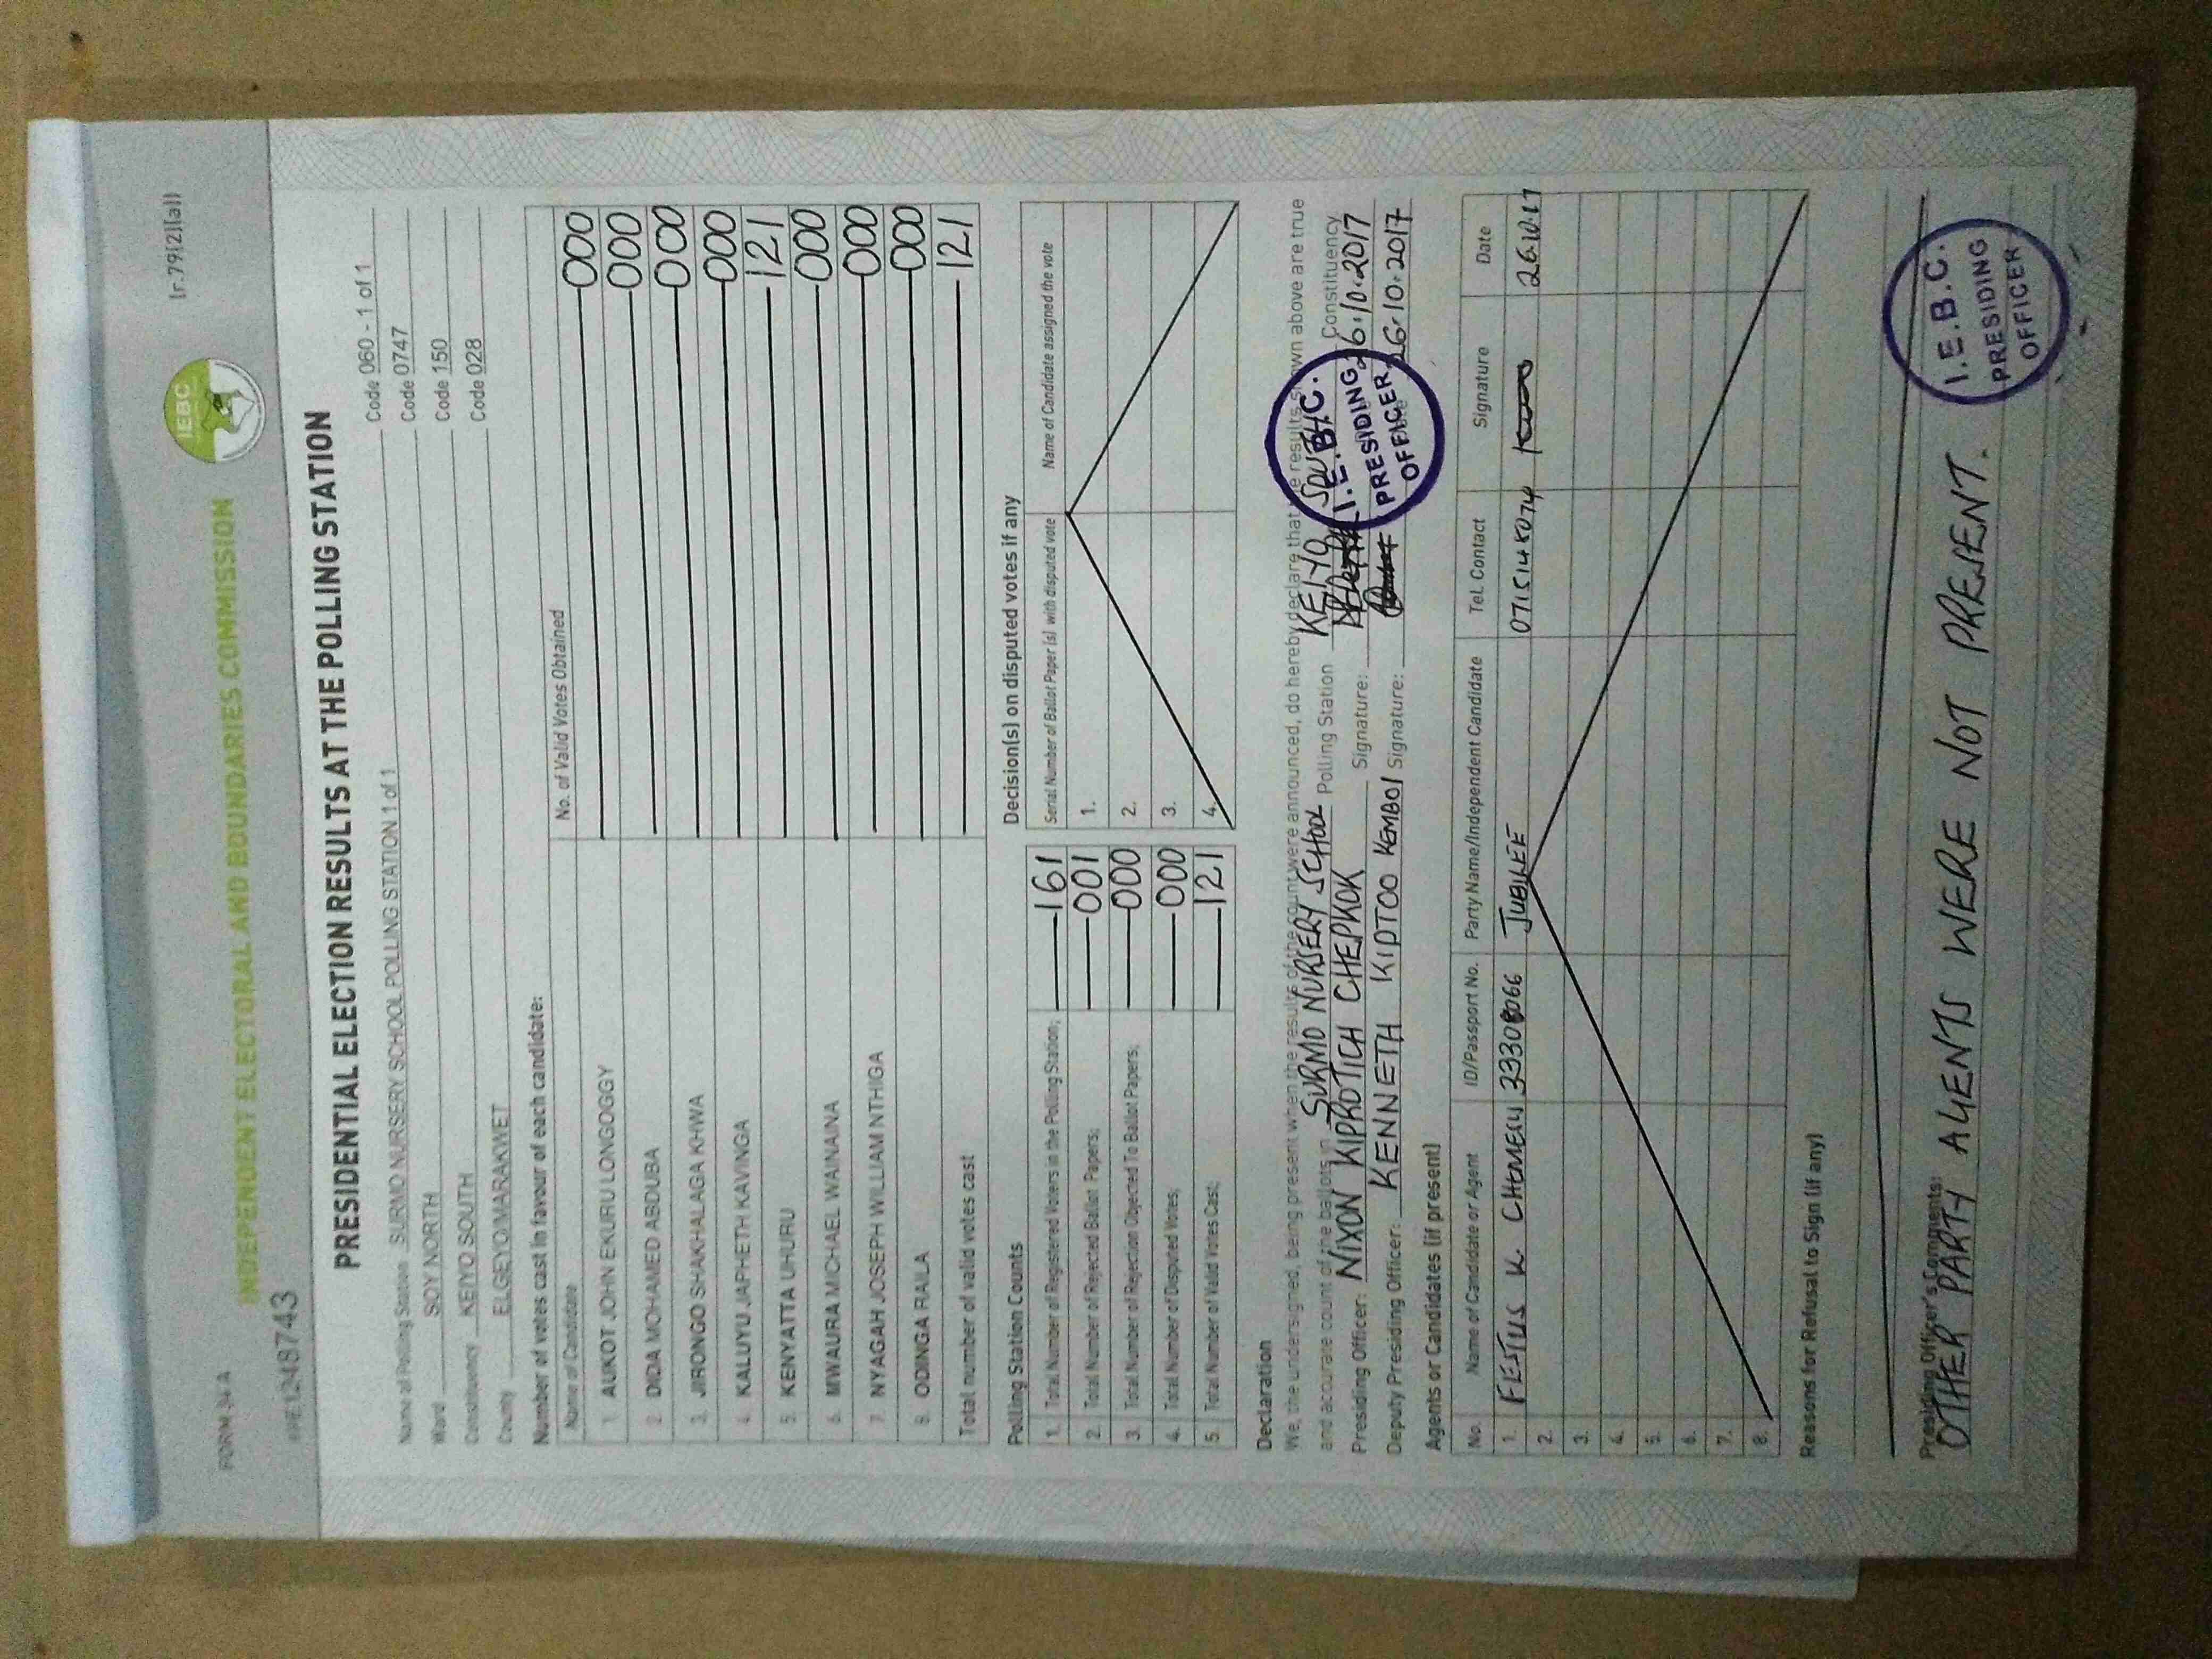 FORM 34 A
(r.79(2)(a))
IEBC
INDEPENDENT ELECTORAL AND BOUNDARIES COMMISSION
PRESIDENTIAL ELECTION RESULTS AT THE POLLING STATION
Name of Polling Station SURMO NURSERY SCHOOL POLLING STATION 1 of 1 Code 060 - 1 of 1
Ward SOY NORTH Code 0747
Constituency KEIYO SOUTH Code 150
County ELGEYO/MARAKWET Code 028
Number of votes cast in favour of each candidate:
Name of Candidate No. of Valid Votes Obtained
1. AUKOT JOHN EKURU LONGOGGY 000
2. DIDA MOHAMED ABDUBA 000
3. JIRONGO SHAKHALAGA KHWA 000
4. KALUYU JAPHETH KAVINGA 000
5. KENYATTA UHURU 121
6. MWAURA MICHAEL WAINAINA 000
7. NYAGAH JOSEPH WILLIAM NTHIGA 000
8. ODINGA RAILA 000
Total number of valid votes cast 121
Polling Station Counts
1. Total Number of Registered Voters in the Polling Station; 161
2. Total Number of Rejected Ballot Papers; 001
3. Total Number of Rejection Objected To Ballot Papers; 000
4. Total Number of Disputed Votes; 000
5. Total Number of Valid Votes Cast; 121
Decision(s) on disputed votes if any
Serial Number of Ballot Paper (s) with disputed vote Name of Candidate assigned the vote
1.
2.
3.
4.
Declaration
We, the undersigned, being present when the results of the count were announced, do hereby declare that the results shown above are true
and accurate count of the ballots in SURMO NURSERY SCHOOL Polling Station KEIYO SOUTH Constituency
Presiding Officer: NIXON KIPROTICH CHEPKOK Signature: 26.10.2017
Deputy Presiding Officer: KENNETH KIPTOO KEMBOI Signature: 26.10.2017
I.E.B.C.
PRESIDING
OFFICER
Agents or Candidates (if present)
No. Name of Candidate or Agent ID/Passport No. Party Name/Independent Candidate Tel. Contact Signature Date
1. FESTUS K. JUBILEE 26.10.17
2.
3.
4.
5.
6.
7.
8.
Reasons for Refusal to Sign (if any)
Presiding Officer's Comments:
OTHER PARTY AGENTS WERE NOT PRESENT.
I.E.B.C.
PRESIDING
OFFICER